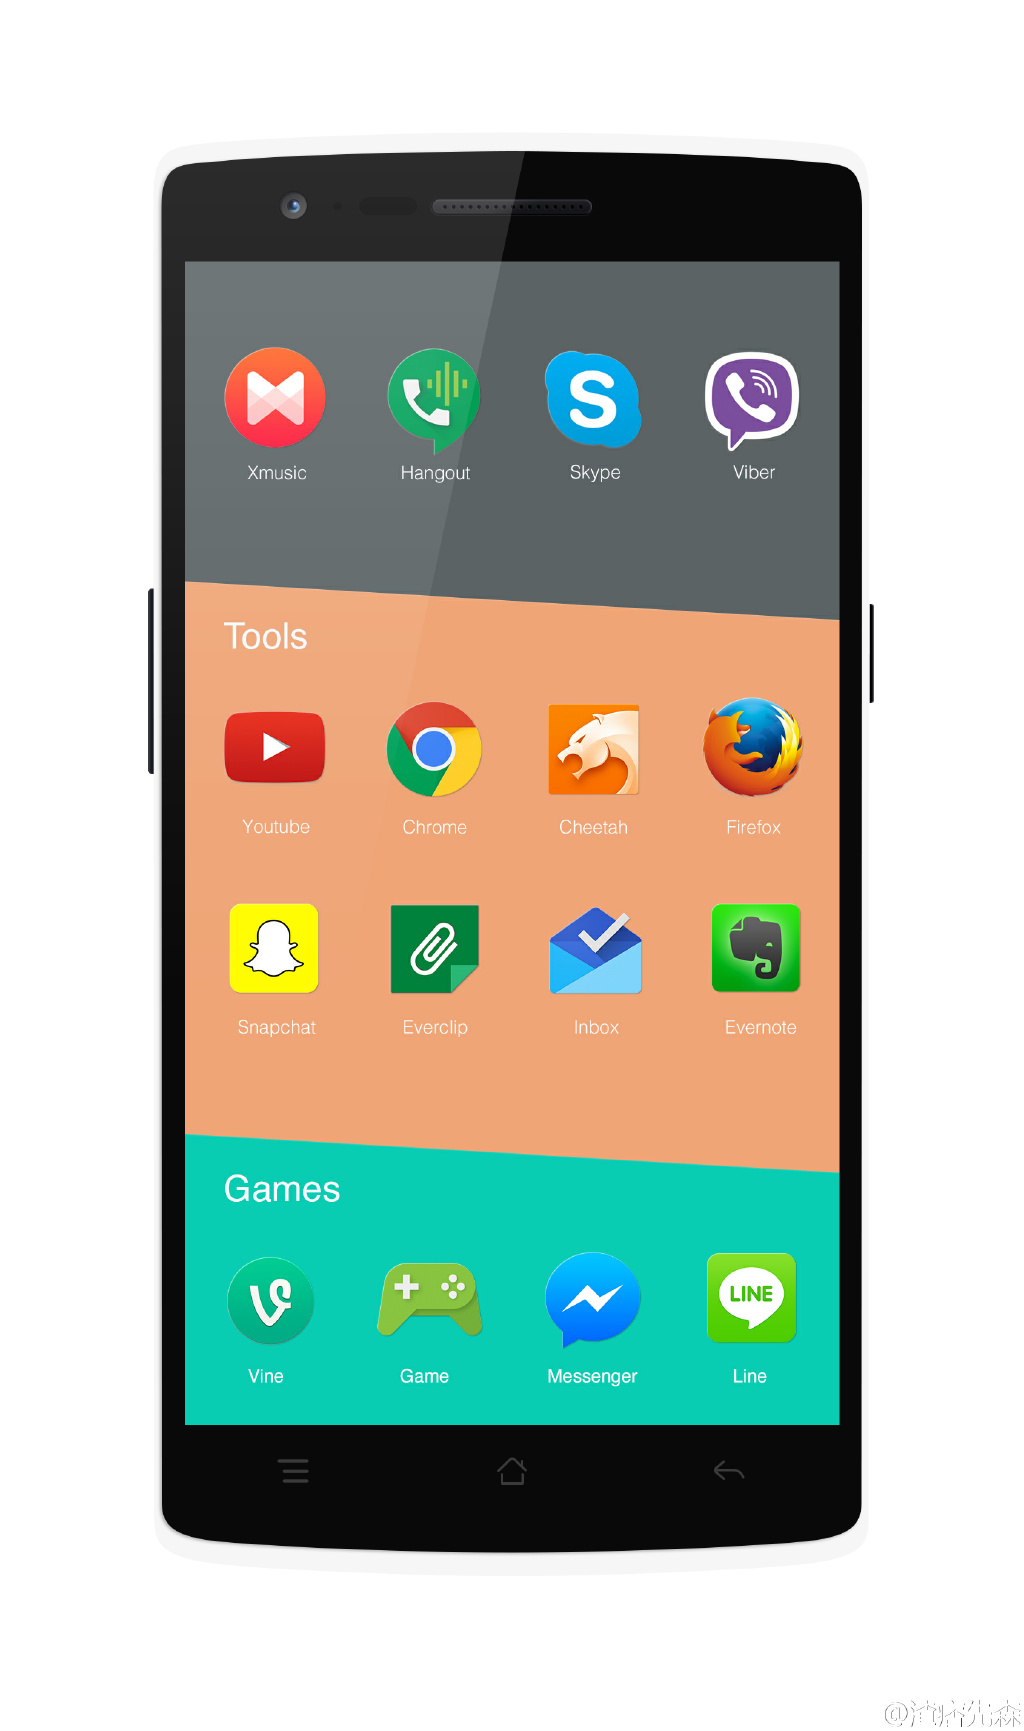 Xmusic Hangout Skype Viber
Tools
Youtube Chrome Cheetah Firefox
Snapchat Everclip Inbox Evernote
Games
LINE
Vine Game Messenger Line